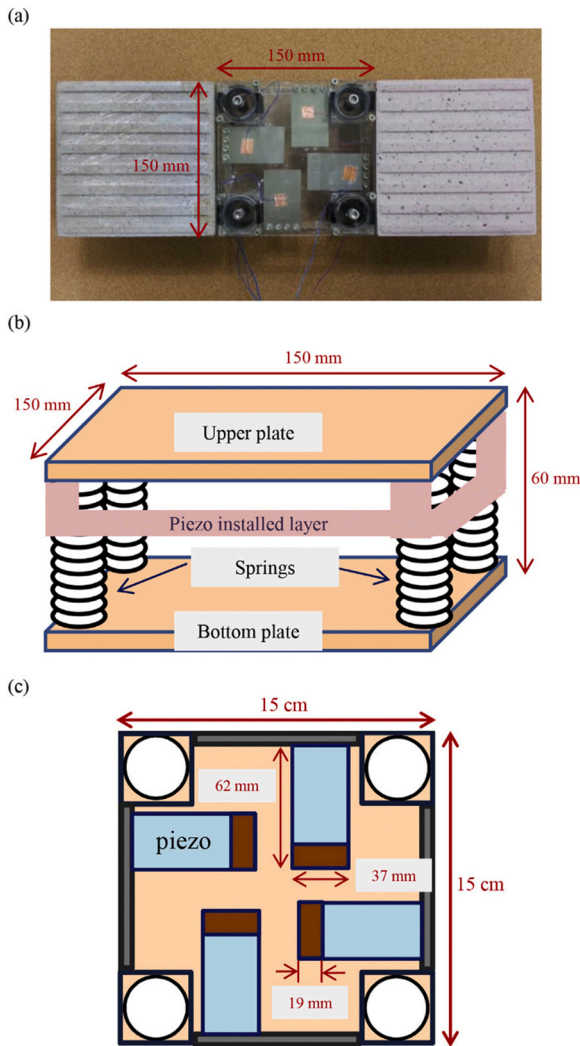 (a)
150 mm
150 mm
(b)
150 mm
150 mm
Upper plate
60 mm
Piezo installed layer
Springs
Bottom plate
(c)
15 cm
62 mm
piezo
37 mm
15 cm
19 mm